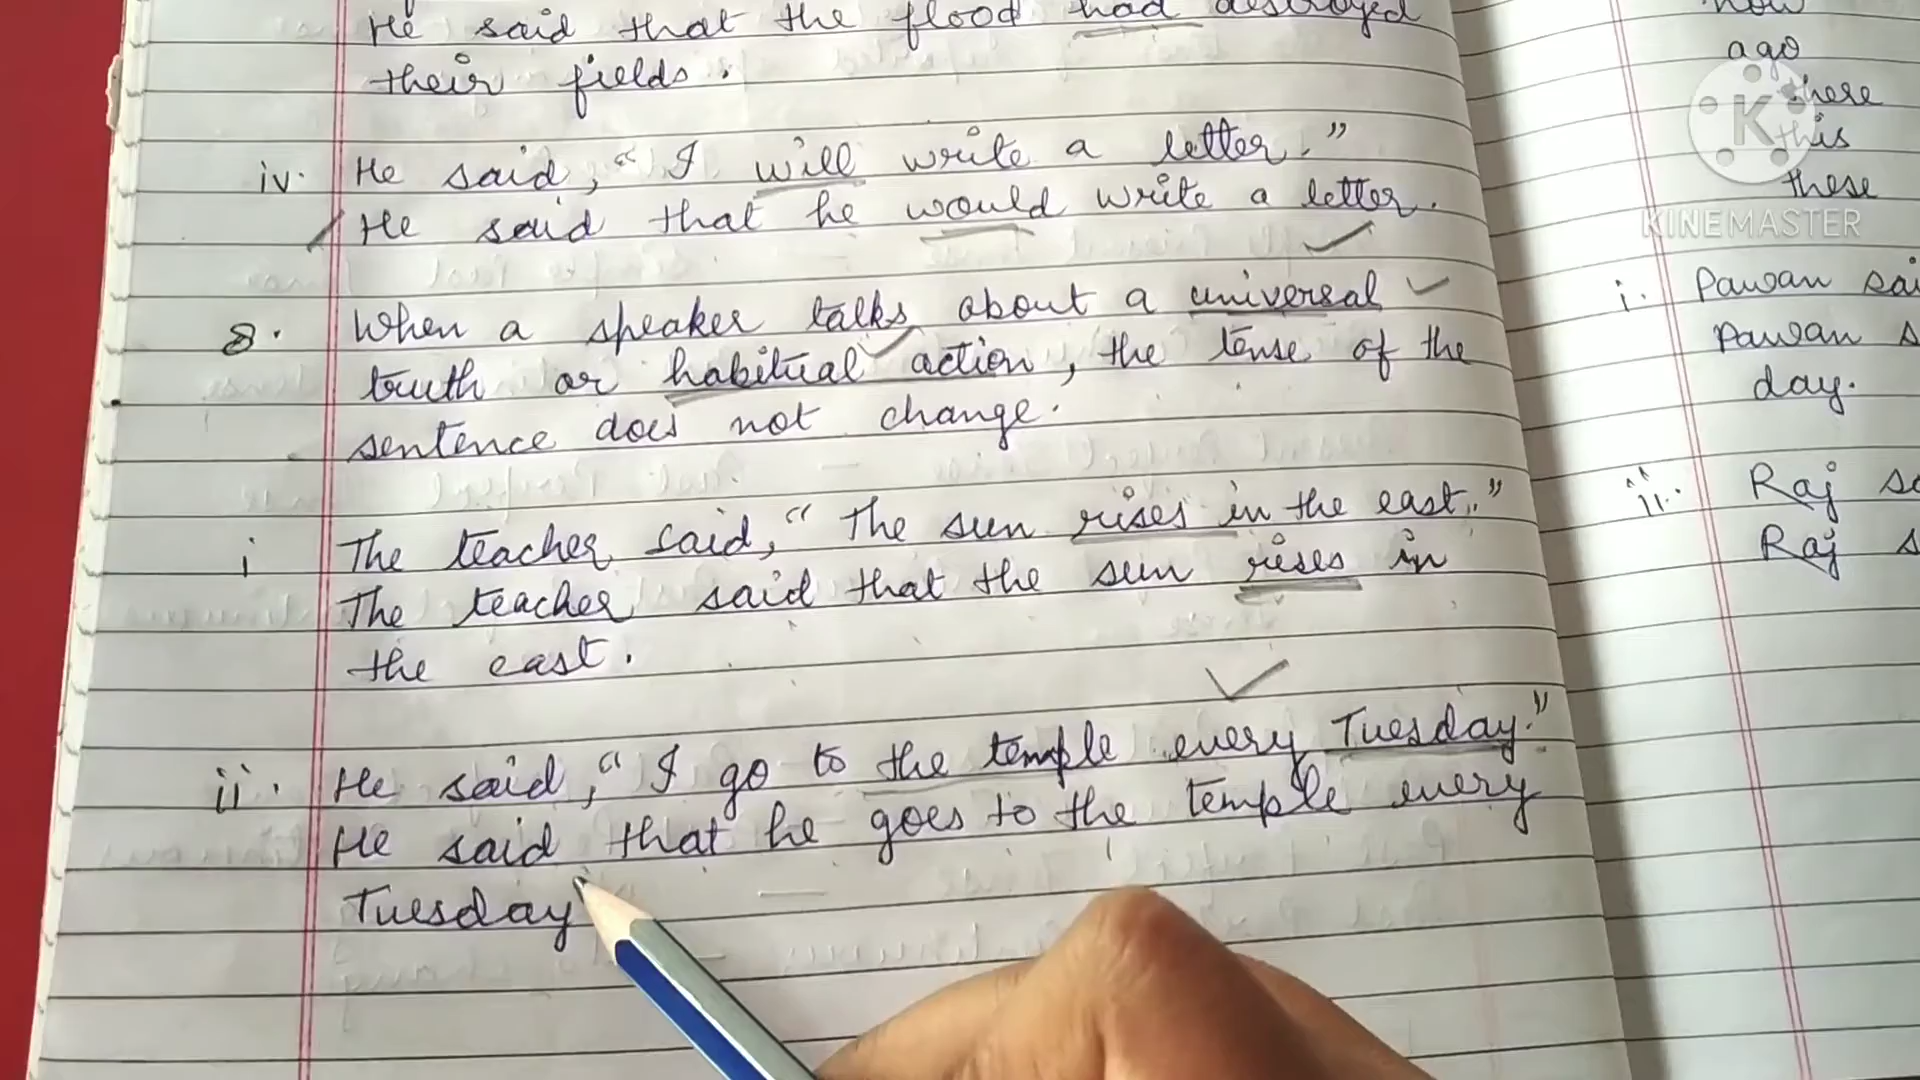 He said that the flood had destroyed
their fields.
iv. He said, "I will write a letter."
He said that he would write a letter.
8. When a speaker talks about a universal
truth or habitual action, the tense of the
sentence does not change.
i The teacher said, "The sun rises in the east."
The teacher said that the sun rises in
the east.
ii. He said, "I go to the temple every Tuesday."
He said that he goes to the temple every
Tuesday
now
ago
there
this
these
K
KINEMASTER
i. Pawan sai
Pawan s
day.
ii. Raj sa
Raj s